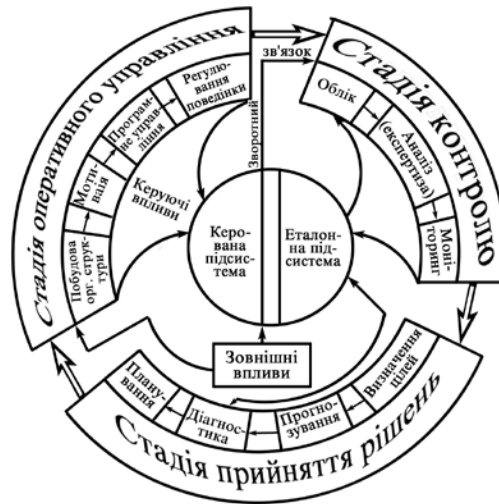 Стадія оперативного управління
Побудова
орг. струк-
тури
Моти-
вація
Програм-
не управ-
ління
Регулю-
вання
поведінки
Керуючі
впливи
Зворотний
зв'язок
Стадія контролю
Облік
Аналіз
(експертиза)
Моні-
торинг
Керо-
вана
підсис-
тема
Еталон-
на під-
система
Зовнішні
впливи
Визначення
цілей
Прогно-
зування
Діагнос-
тика
Плану-
вання
Стадія прийняття рішень